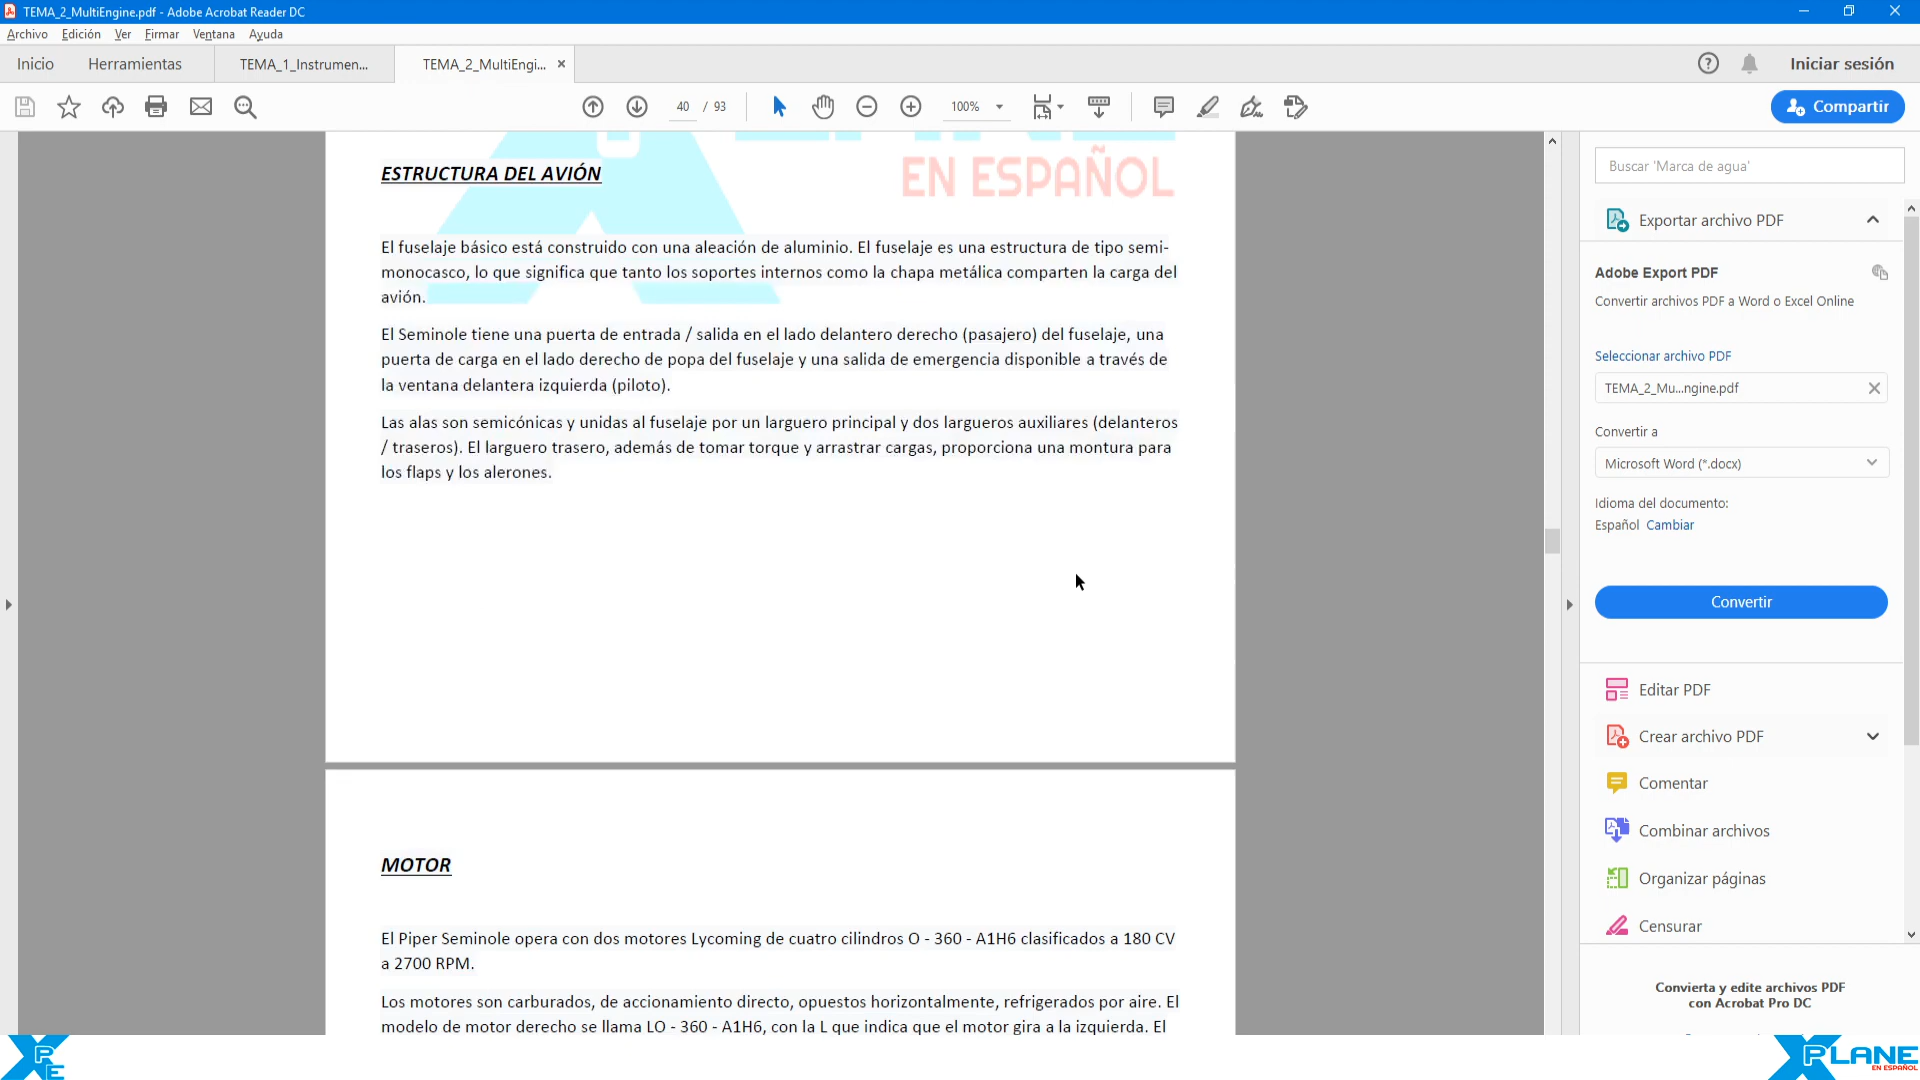 TEMA_2_MultiEngine.pdf - Adobe Acrobat Reader DC
Archivo Edición Ver Firmar Ventana Ayuda
Inicio Herramientas TEMA_1_Instrumen... TEMA_2_MultiEngi... × Iniciar sesión
40 / 93 100% Compartir
EN ESPAÑOL
ESTRUCTURA DEL AVIÓN
El fuselaje básico está construido con una aleación de aluminio. El fuselaje es una estructura de tipo semi-
monocasco, lo que significa que tanto los soportes internos como la chapa metálica comparten la carga del
avión.
El Seminole tiene una puerta de entrada / salida en el lado delantero derecho (pasajero) del fuselaje, una
puerta de carga en el lado derecho de popa del fuselaje y una salida de emergencia disponible a través de
la ventana delantera izquierda (piloto).
Las alas son semicónicas y unidas al fuselaje por un larguero principal y dos largueros auxiliares (delanteros
/ traseros). El larguero trasero, además de tomar torque y arrastrar cargas, proporciona una montura para
los flaps y los alerones.
MOTOR
El Piper Seminole opera con dos motores Lycoming de cuatro cilindros O - 360 - A1H6 clasificados a 180 CV
a 2700 RPM.
Los motores son carburados, de accionamiento directo, opuestos horizontalmente, refrigerados por aire. El
modelo de motor derecho se llama LO - 360 - A1H6, con la L que indica que el motor gira a la izquierda. El
Buscar 'Marca de agua'
Exportar archivo PDF
Adobe Export PDF
Convertir archivos PDF a Word o Excel Online
Seleccionar archivo PDF
TEMA_2_Mu...ngine.pdf
Convertir a
Microsoft Word (*.docx)
Idioma del documento:
Español Cambiar
Convertir
Editar PDF
Crear archivo PDF
Comentar
Combinar archivos
Organizar páginas
Censurar
Convierta y edite archivos PDF
con Acrobat Pro DC
XPE
XPLANE
EN ESPAÑOL